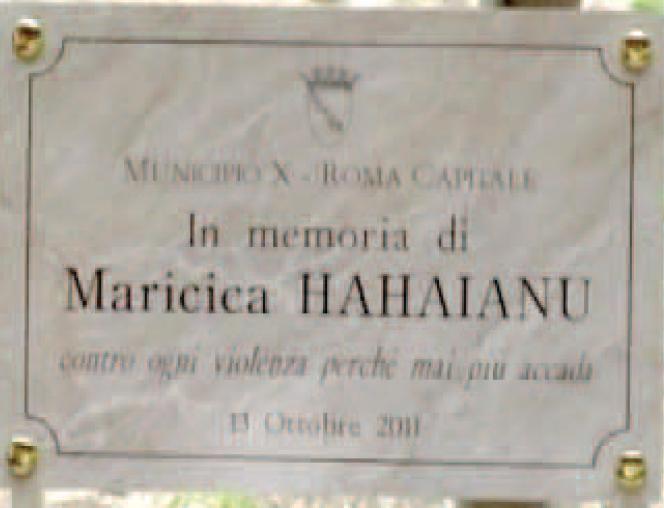 MUNICIPIO X - ROMA CAPITALE
In memoria di
Maricica HAHAIANU
contro ogni violenza perché mai più accada
13 Ottobre 2011